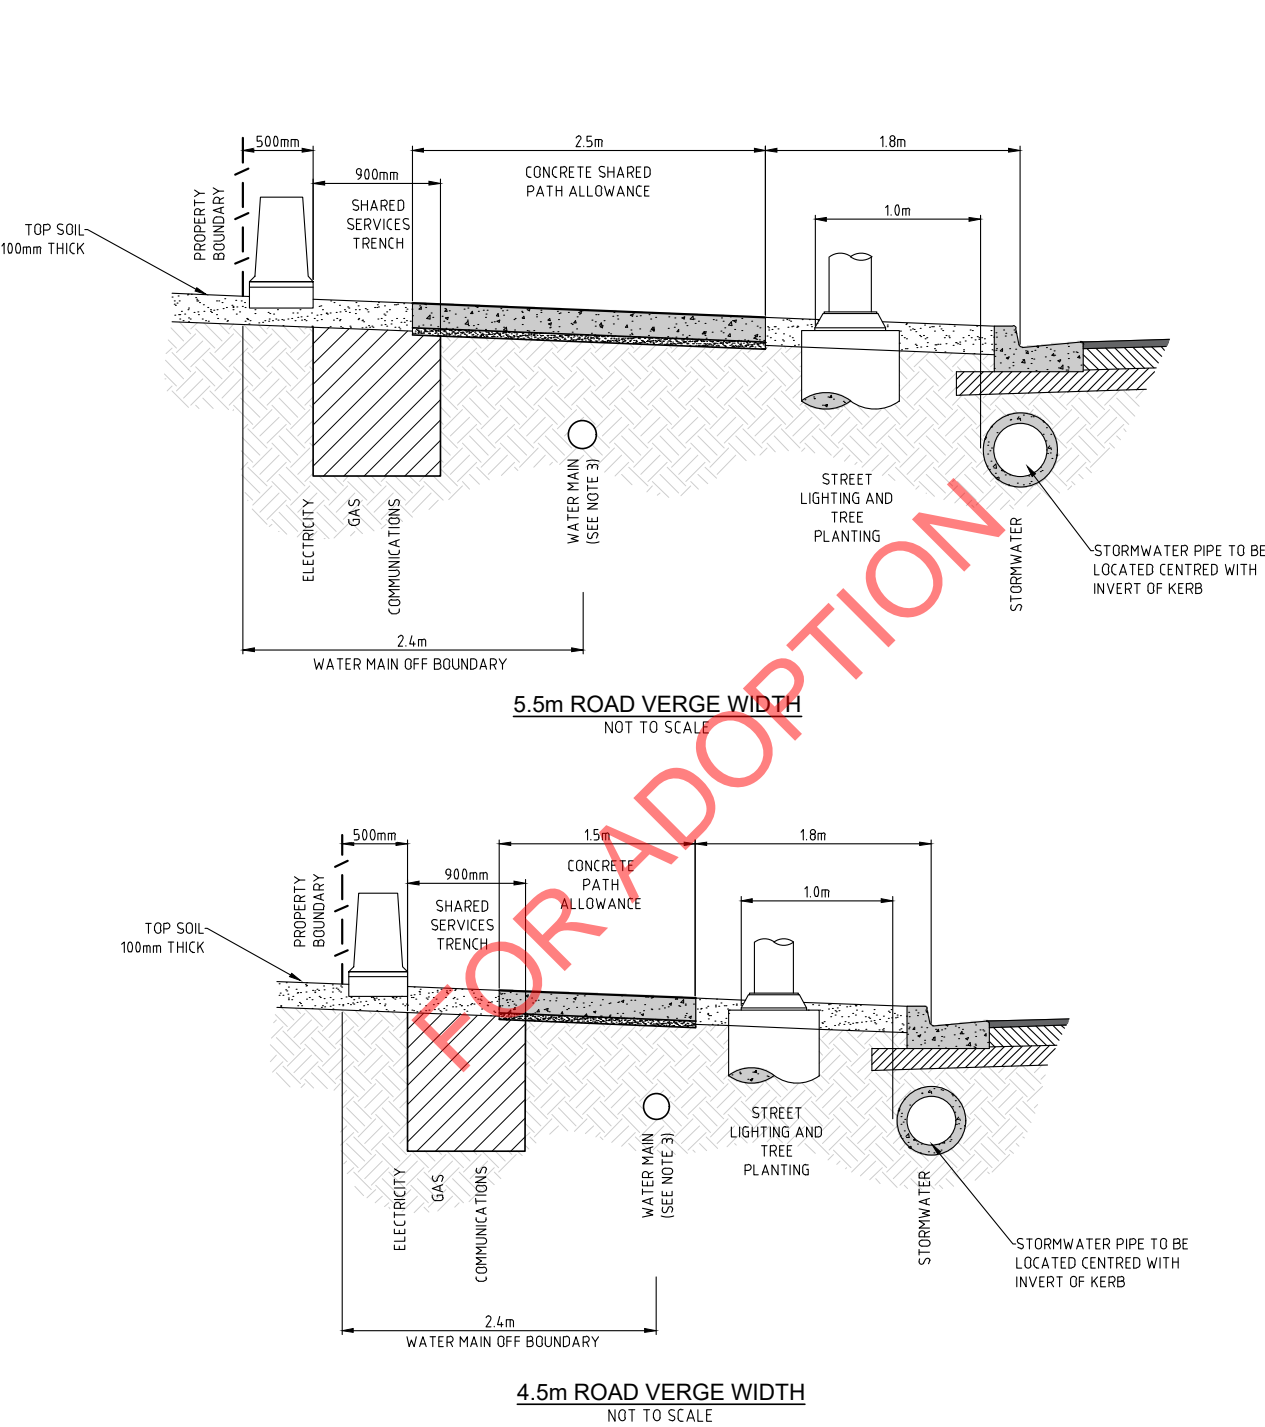 500mm
2.5m
1.8m
CONCRETE SHARED
PATH ALLOWANCE
900mm
SHARED
SERVICES
TRENCH
PROPERTY
BOUNDARY
1.0m
TOP SOIL
100mm THICK
ELECTRICITY
GAS
COMMUNICATIONS
WATER MAIN
(SEE NOTE 3)
STREET
LIGHTING AND
TREE
PLANTING
STORMWATER
STORMWATER PIPE TO BE
LOCATED CENTRED WITH
INVERT OF KERB
2.4m
WATER MAIN OFF BOUNDARY
5.5m ROAD VERGE WIDTH
NOT TO SCALE
FOR ADOPTION
500mm
1.5m
1.8m
CONCRETE
PATH
ALLOWANCE
900mm
SHARED
SERVICES
TRENCH
PROPERTY
BOUNDARY
1.0m
TOP SOIL
100mm THICK
ELECTRICITY
GAS
COMMUNICATIONS
WATER MAIN
(SEE NOTE 3)
STREET
LIGHTING AND
TREE
PLANTING
STORMWATER
STORMWATER PIPE TO BE
LOCATED CENTRED WITH
INVERT OF KERB
2.4m
WATER MAIN OFF BOUNDARY
4.5m ROAD VERGE WIDTH
NOT TO SCALE